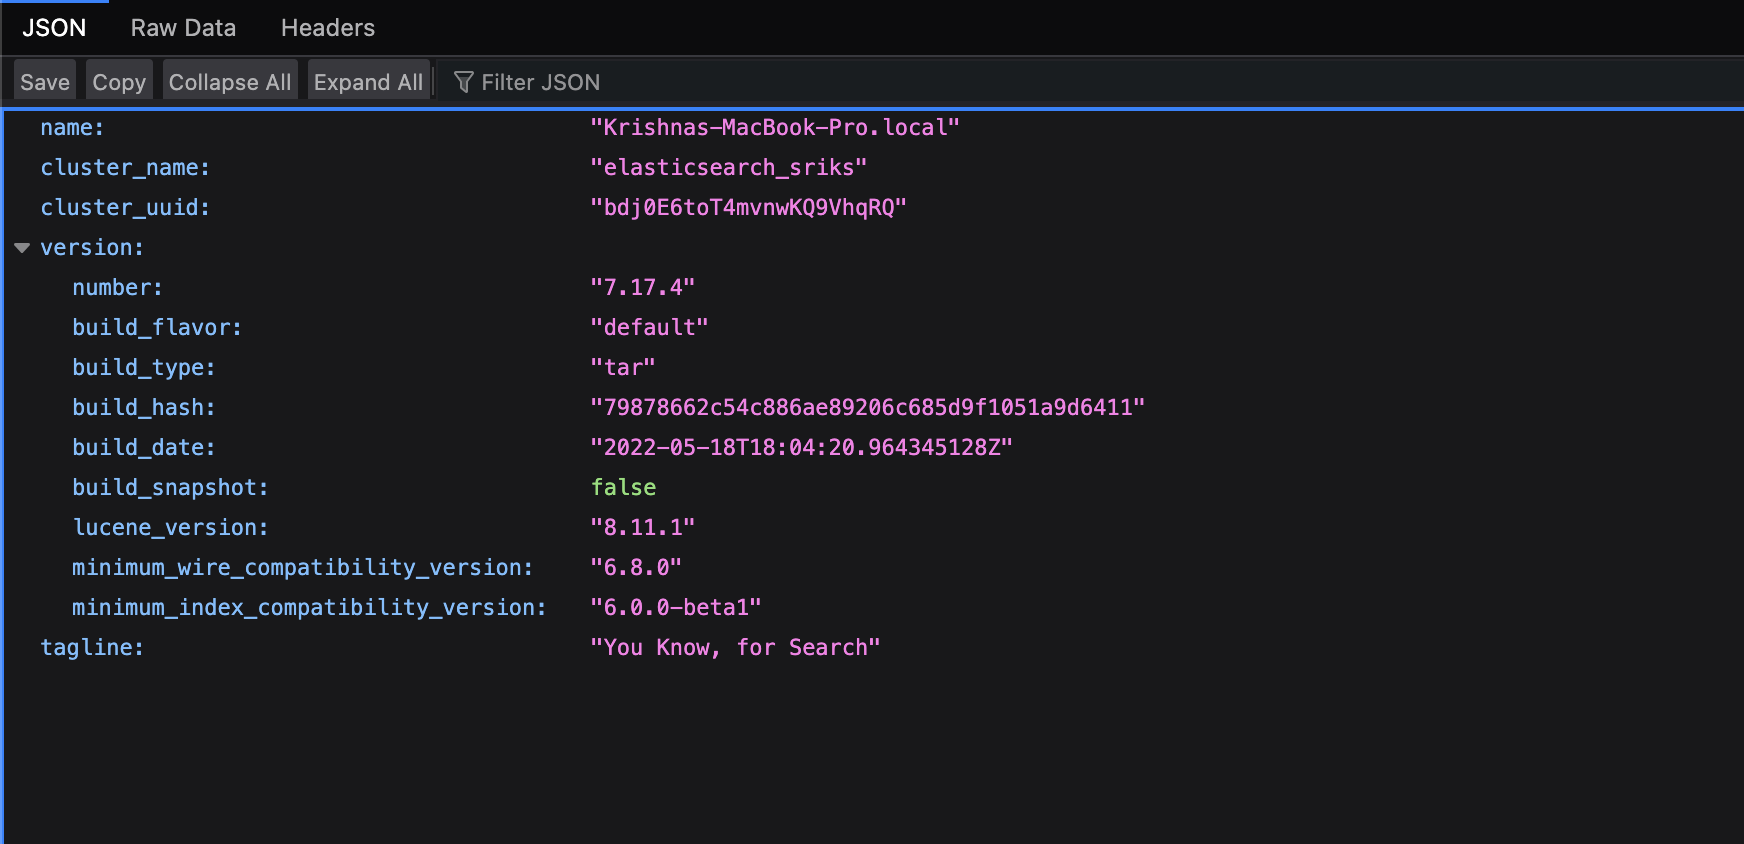 JSON Raw Data Headers
Save Copy Collapse All Expand All Filter JSON
name: "Krishnas-MacBook-Pro.local"
cluster_name: "elasticsearch_sriks"
cluster_uuid: "bdj0E6toT4mvnwKQ9VhqRQ"
version:
number: "7.17.4"
build_flavor: "default"
build_type: "tar"
build_hash: "79878662c54c886ae89206c685d9f1051a9d6411"
build_date: "2022-05-18T18:04:20.964345128Z"
build_snapshot: false
lucene_version: "8.11.1"
minimum_wire_compatibility_version: "6.8.0"
minimum_index_compatibility_version: "6.0.0-beta1"
tagline: "You Know, for Search"